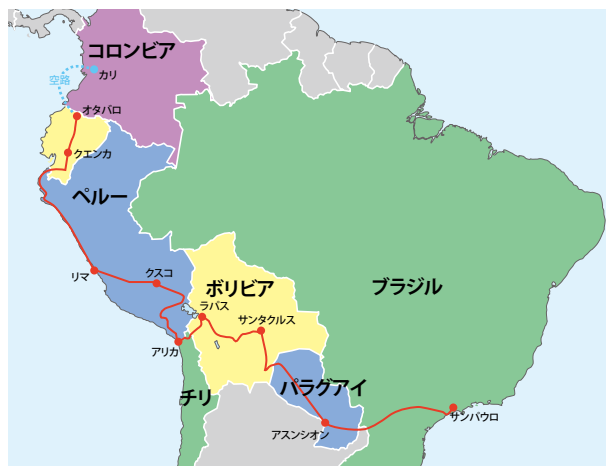 コロンビア
空路
カリ
オタバロ
クエンカ
ペルー
リマ
クスコ
ボリビア
ラパス
サンタクルス
ブラジル
アリカ
チリ
パラグアイ
アスンシオン
サンパウロ